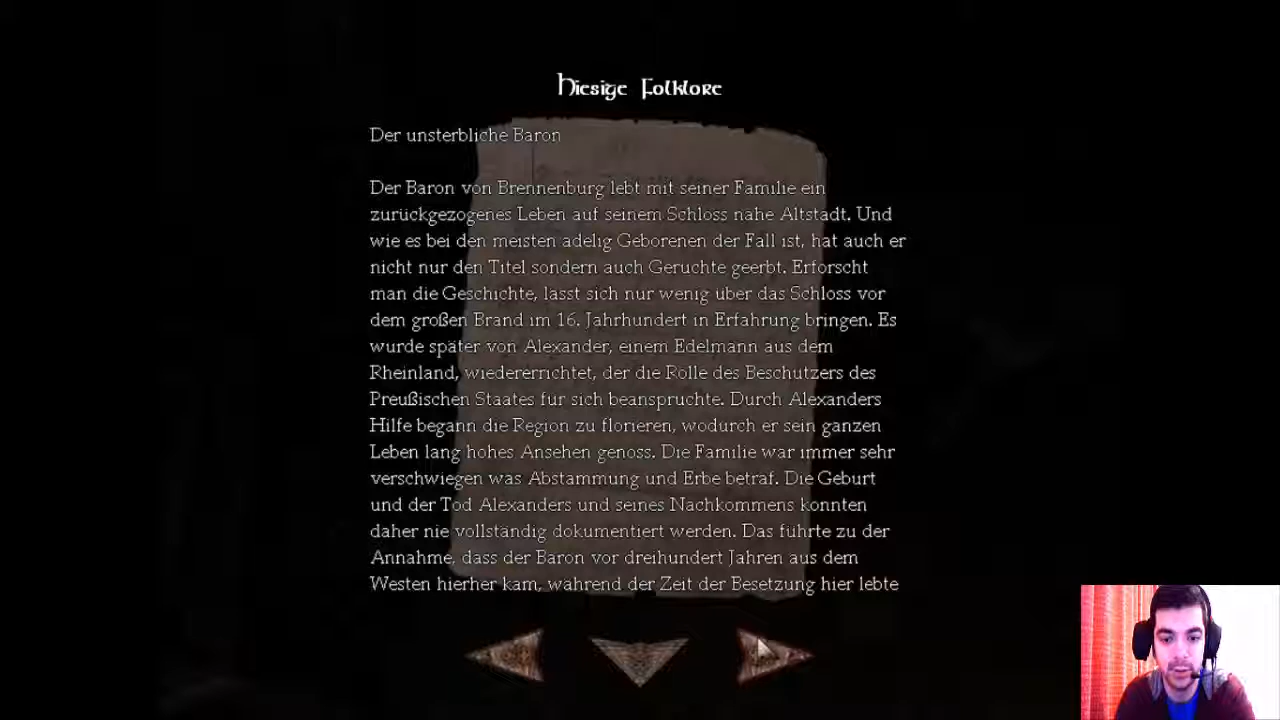 Hiesige Folklore
Der unsterbliche Baron
Der Baron von Brennenburg lebt mit seiner Familie ein
zurückgezogenes Leben auf seinem Schloss nahe Altstadt. Und
wie es bei den meisten adelig Geborenen der Fall ist, hat auch er
nicht nur den Titel sondern auch Gerüchte geerbt. Erforscht
man die Geschichte, lässt sich nur wenig über das Schloss vor
dem großen Brand im 16. Jahrhundert in Erfahrung bringen. Es
wurde später von Alexander, einem Edelmann aus dem
Rheinland, wiedererrichtet, der die Rolle des Beschützers des
Preußischen Staates für sich beanspruchte. Durch Alexanders
Hilfe begann die Region zu florieren, wodurch er sein ganzen
Leben lang hohes Ansehen genoss. Die Familie war immer sehr
verschwiegen was Abstammung und Erbe betraf. Die Geburt
und der Tod Alexanders und seines Nachkommens konnten
daher nie vollständig dokumentiert werden. Das führte zu der
Annahme, dass der Baron vor dreihundert Jahren aus dem
Westen hierher kam, während der Zeit der Besetzung hier lebte